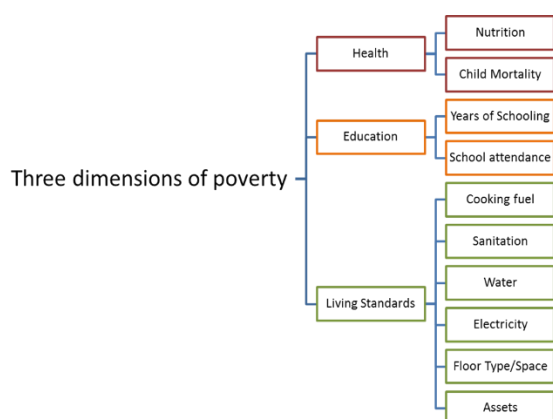 Three dimensions of poverty
Health
Nutrition
Child Mortality
Education
Years of Schooling
School attendance
Living Standards
Cooking fuel
Sanitation
Water
Electricity
Floor Type/Space
Assets